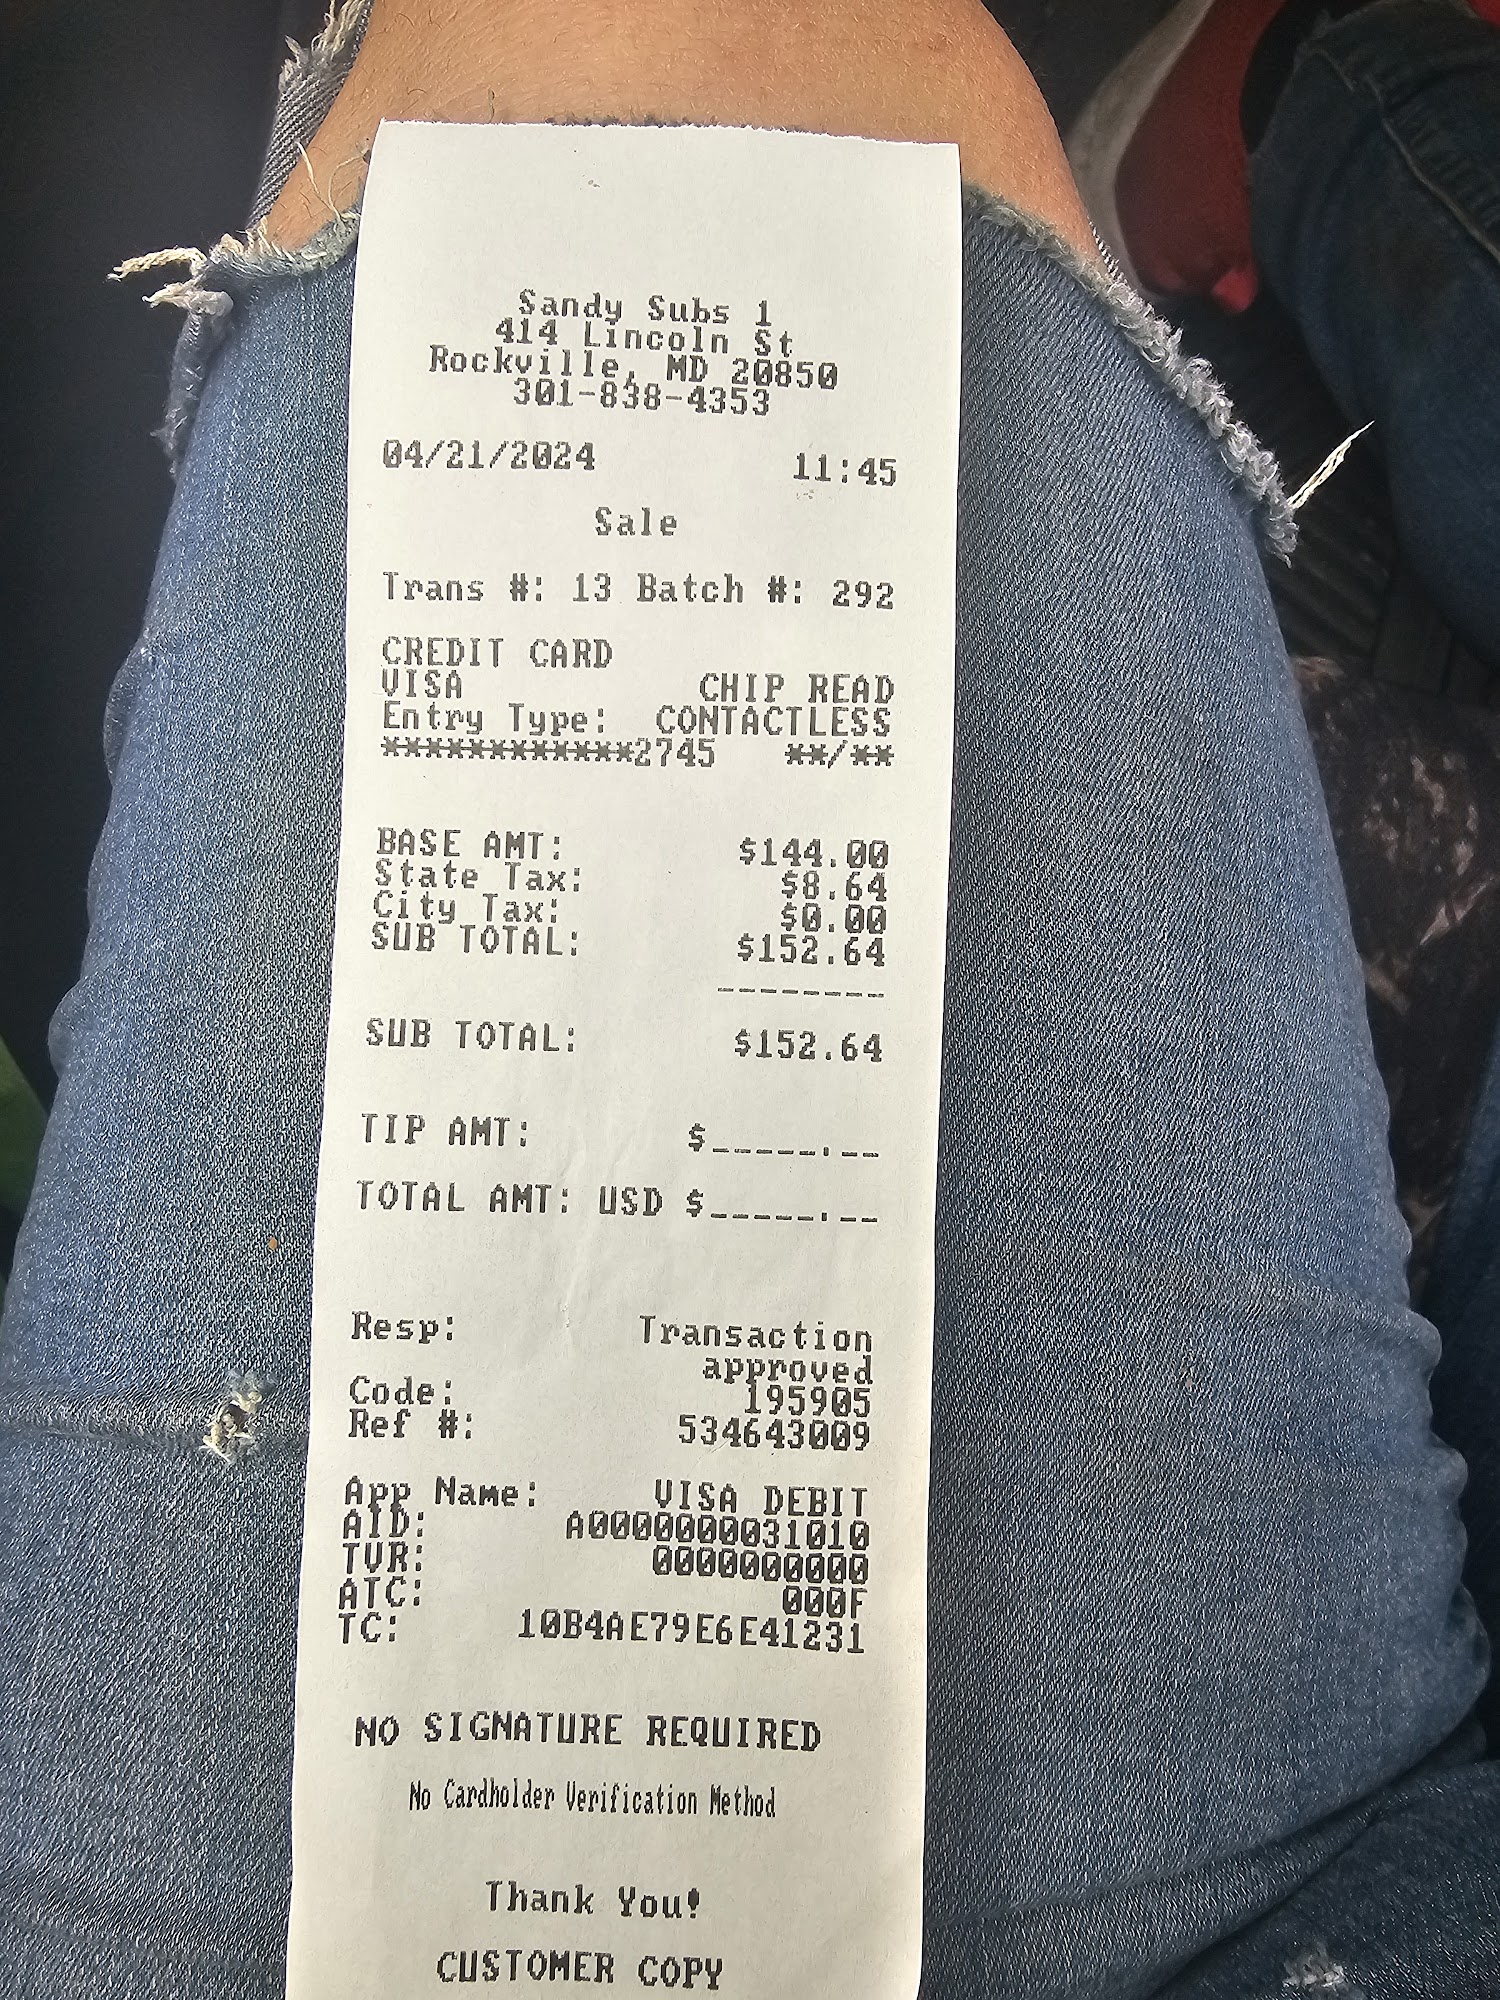 Sandy Subs 1
414 Lincoln St
Rockville, MD 20850
301-838-4353
04/21/2024 11:45
Sale
Trans #: 13 Batch #: 292
CREDIT CARD
VISA CHIP READ
Entry Type: CONTACTLESS
************2745 **/**
BASE AMT: $144.00
State Tax: $8.64
City Tax: $0.00
SUB TOTAL: $152.64
--------
SUB TOTAL: $152.64
TIP AMT: $_____.__
TOTAL AMT: USD $_____.__
Resp: Transaction
approved
Code: 195905
Ref #: 534643009
App Name: VISA DEBIT
AID: A0000000031010
TVR: 0000000000
ATC: 000F
TC: 10B4AE79E6E41231
NO SIGNATURE REQUIRED
No Cardholder Verification Method
Thank You!
CUSTOMER COPY